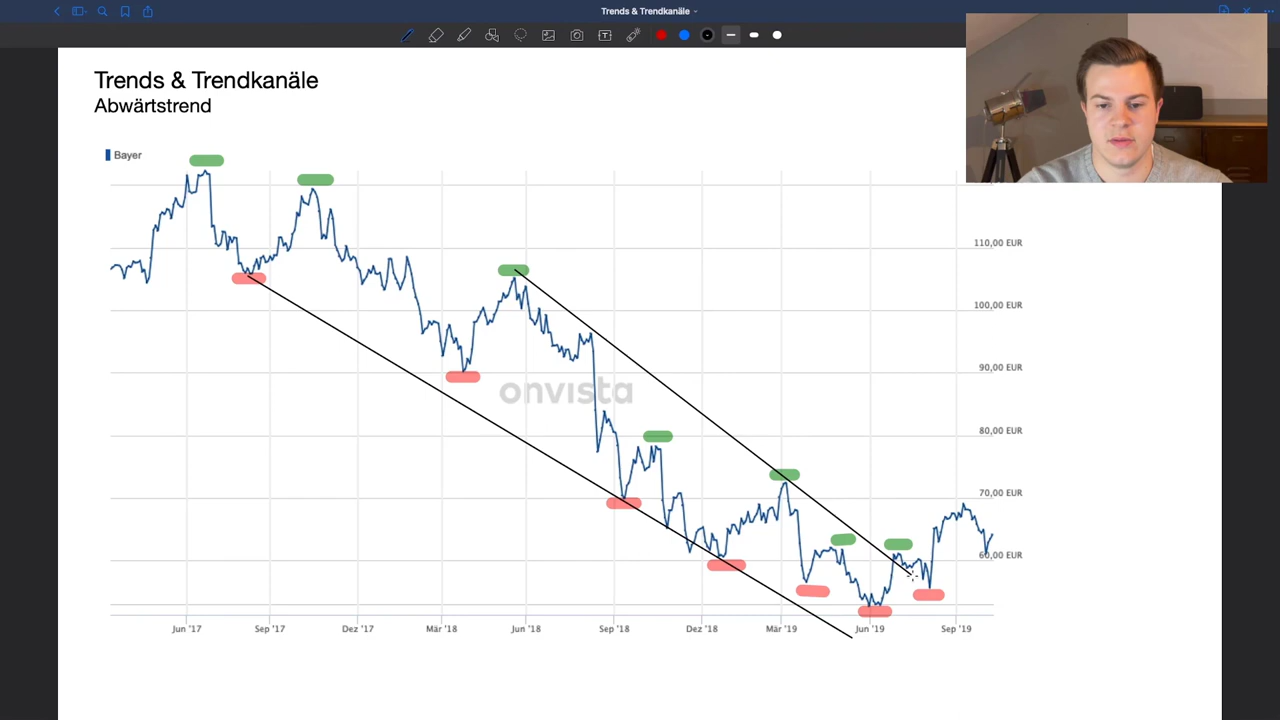 Trends & Trendkanäle
Trends & Trendkanäle
Abwärtstrend
Bayer
110,00 EUR
100,00 EUR
90,00 EUR
onvista
80,00 EUR
70,00 EUR
60,00 EUR
Jun '17
Sep '17
Dez '17
Mär '18
Jun '18
Sep '18
Dez '18
Mär '19
Jun '19
Sep '19